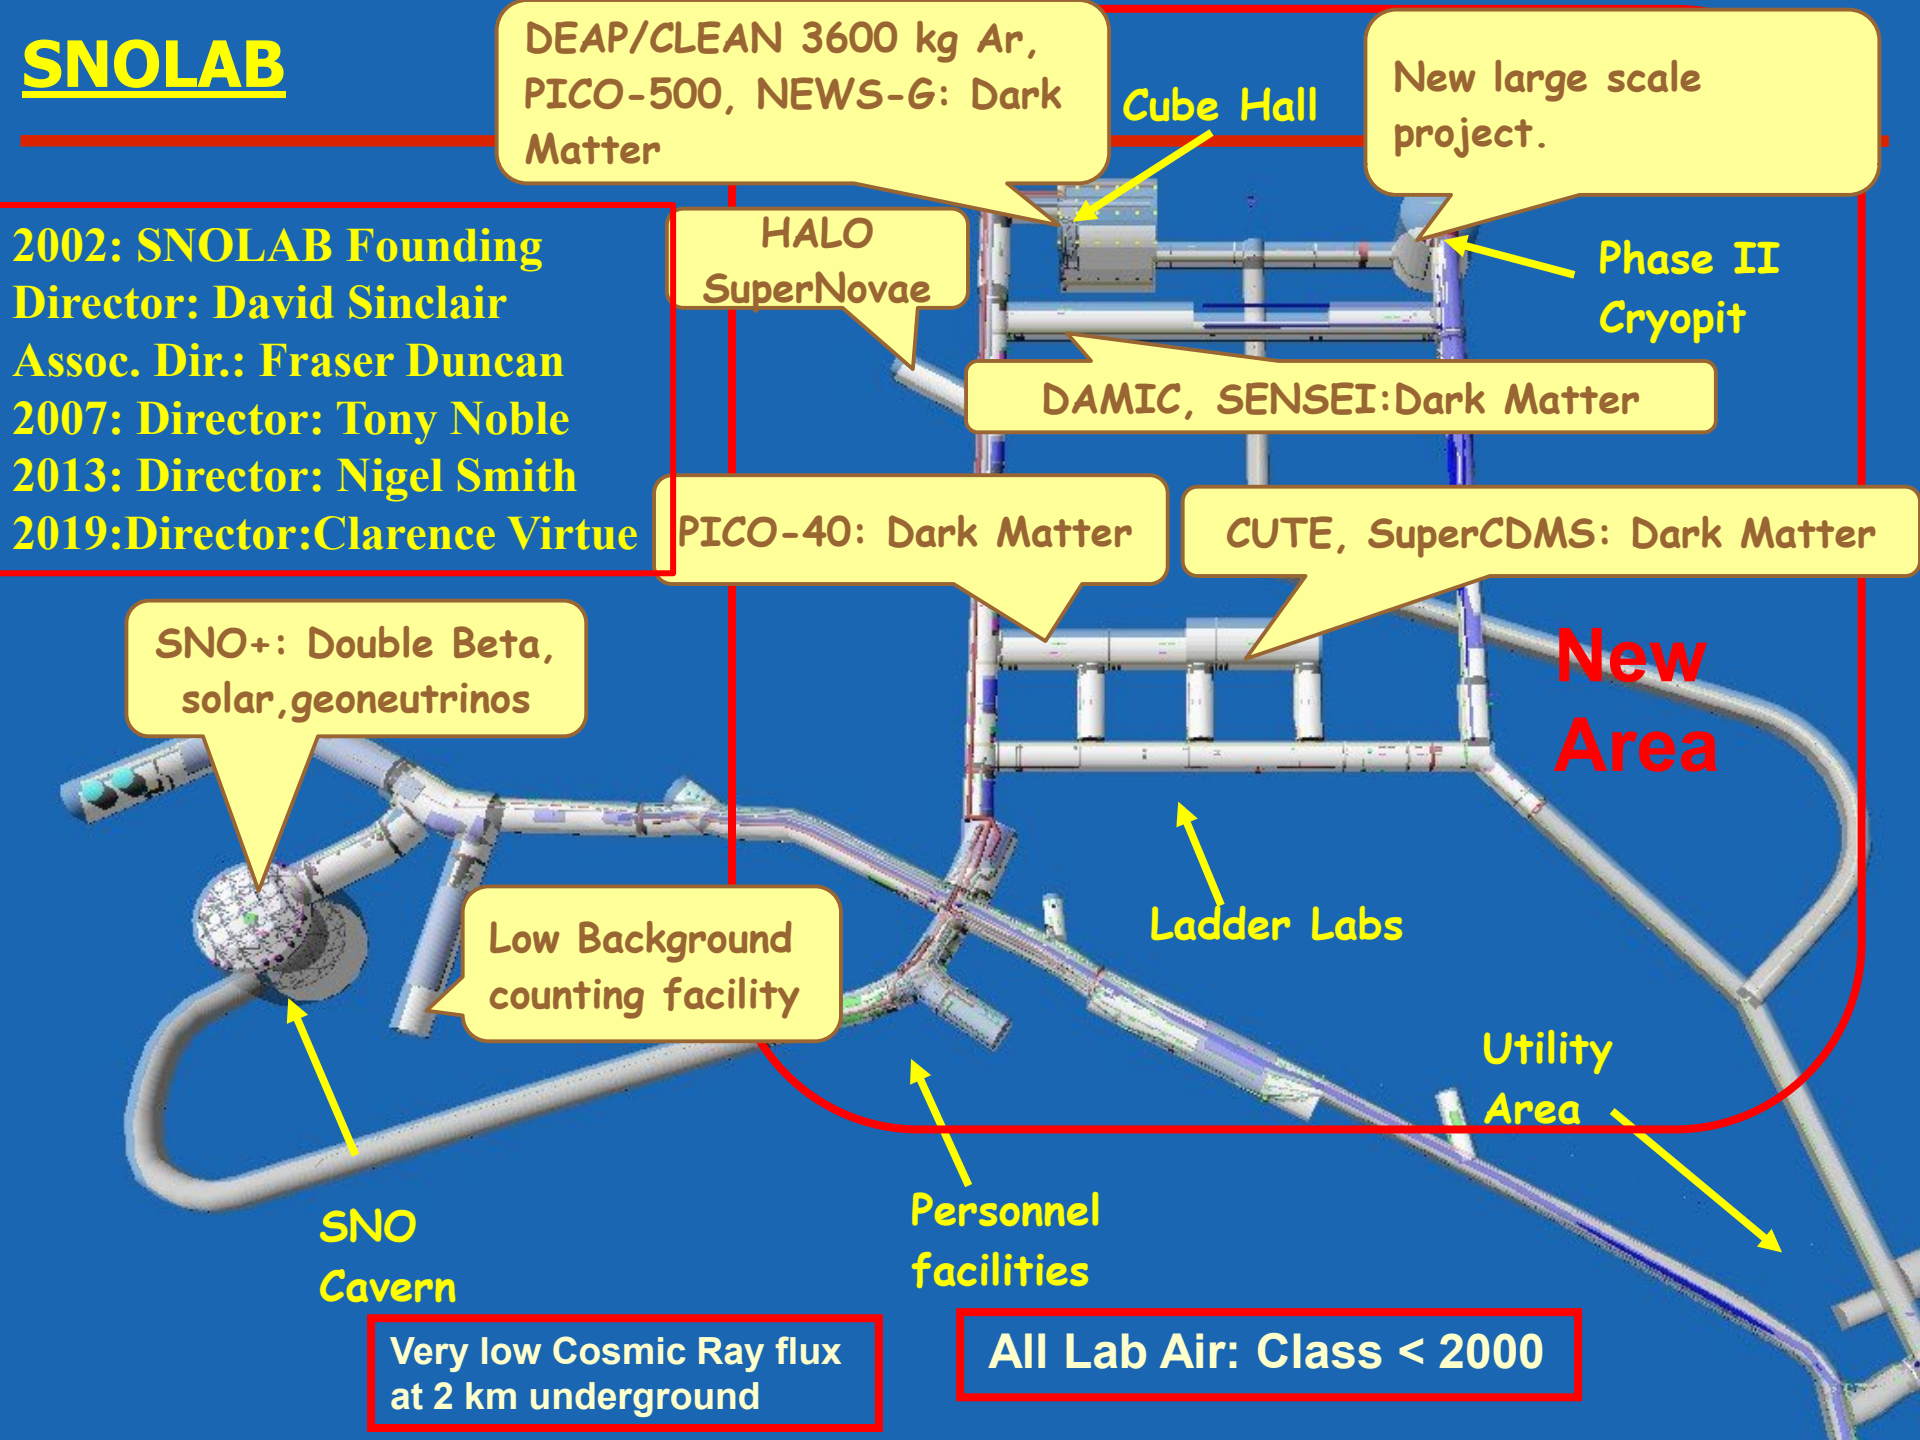 SNOLAB
DEAP/CLEAN 3600 kg Ar,
PICO-500, NEWS-G: Dark
Matter
Cube Hall
New large scale
project.
2002: SNOLAB Founding
Director: David Sinclair
Assoc. Dir.: Fraser Duncan
2007: Director: Tony Noble
2013: Director: Nigel Smith
2019:Director:Clarence Virtue
HALO
SuperNovae
Phase II
Cryopit
DAMIC, SENSEI:Dark Matter
PICO-40: Dark Matter
CUTE, SuperCDMS: Dark Matter
SNO+: Double Beta,
solar,geoneutrinos
New
Area
Low Background
counting facility
Ladder Labs
Utility
Area
SNO
Cavern
Personnel
facilities
Very low Cosmic Ray flux
at 2 km underground
All Lab Air: Class < 2000